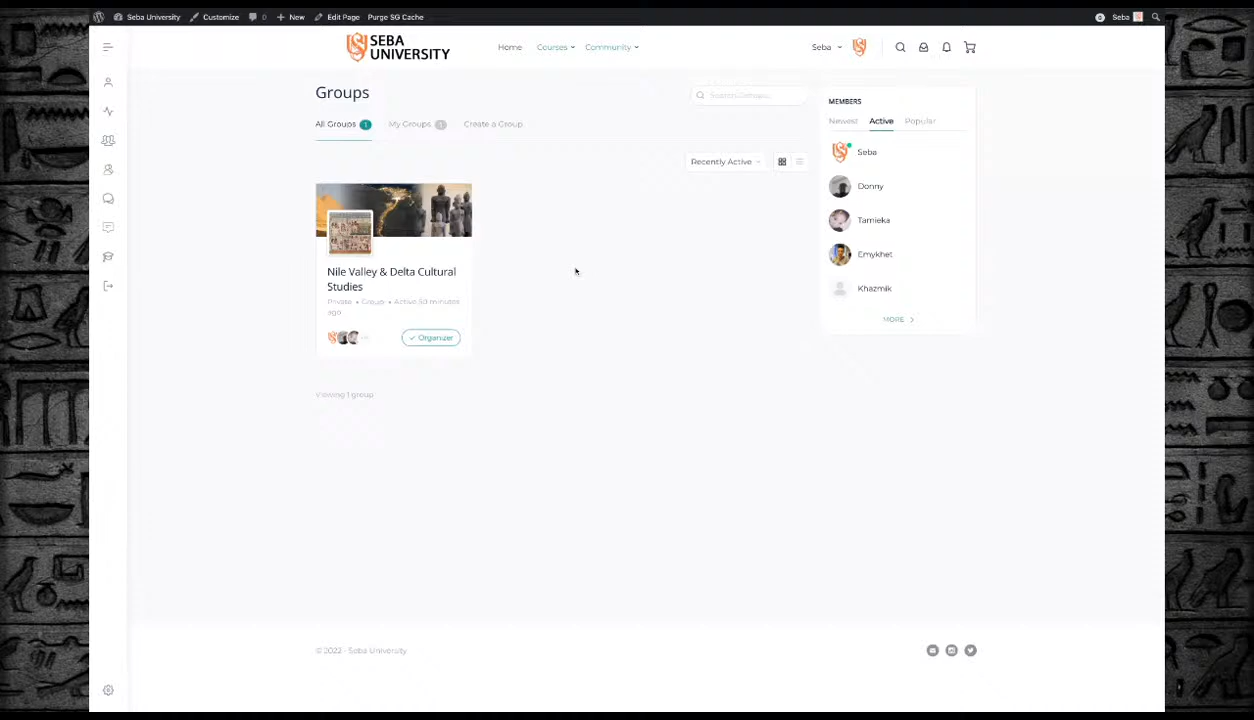 Seba University
Customize
0
New
Edit Page
Purge SG Cache
0
Seba
SEBA
UNIVERSITY
Home
Courses
Community
Seba
Groups
All Groups 1
My Groups 1
Create a Group
Recently Active
Nile Valley & Delta Cultural
Studies
Private • Group • Active 50 minutes
ago
Organizer
Viewing 1 group
MEMBERS
Newest
Active
Popular
Seba
Donny
Tamieka
Emykhet
Khazmik
MORE
© 2022 - Seba University